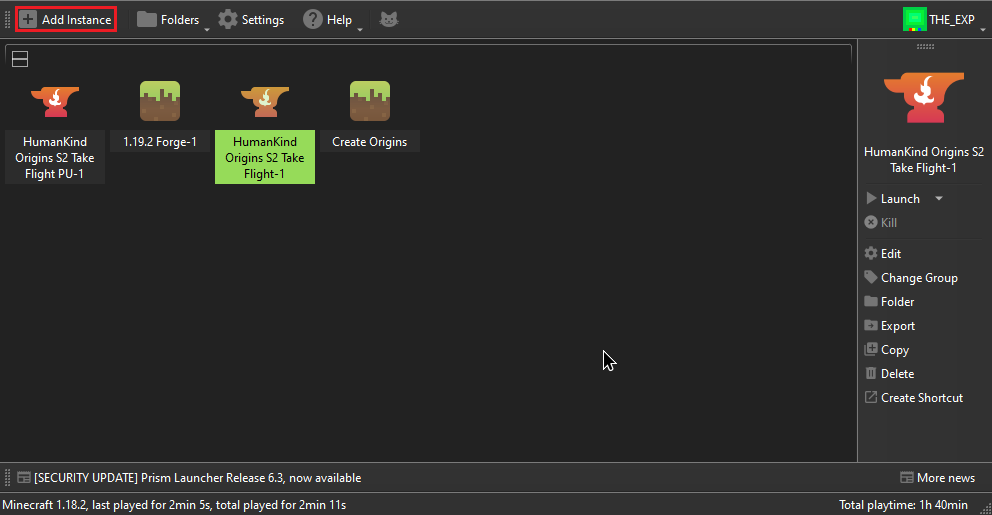 Add Instance Folders Settings Help THE_EXP
HumanKind
Origins S2 Take
Flight PU-1
1.19.2 Forge-1
HumanKind
Origins S2 Take
Flight-1
Create Origins
HumanKind Origins S2
Take Flight-1
Launch
Kill
Edit
Change Group
Folder
Export
Copy
Delete
Create Shortcut
[SECURITY UPDATE] Prism Launcher Release 6.3, now available More news
Minecraft 1.18.2, last played for 2min 5s, total played for 2min 11s Total playtime: 1h 40min